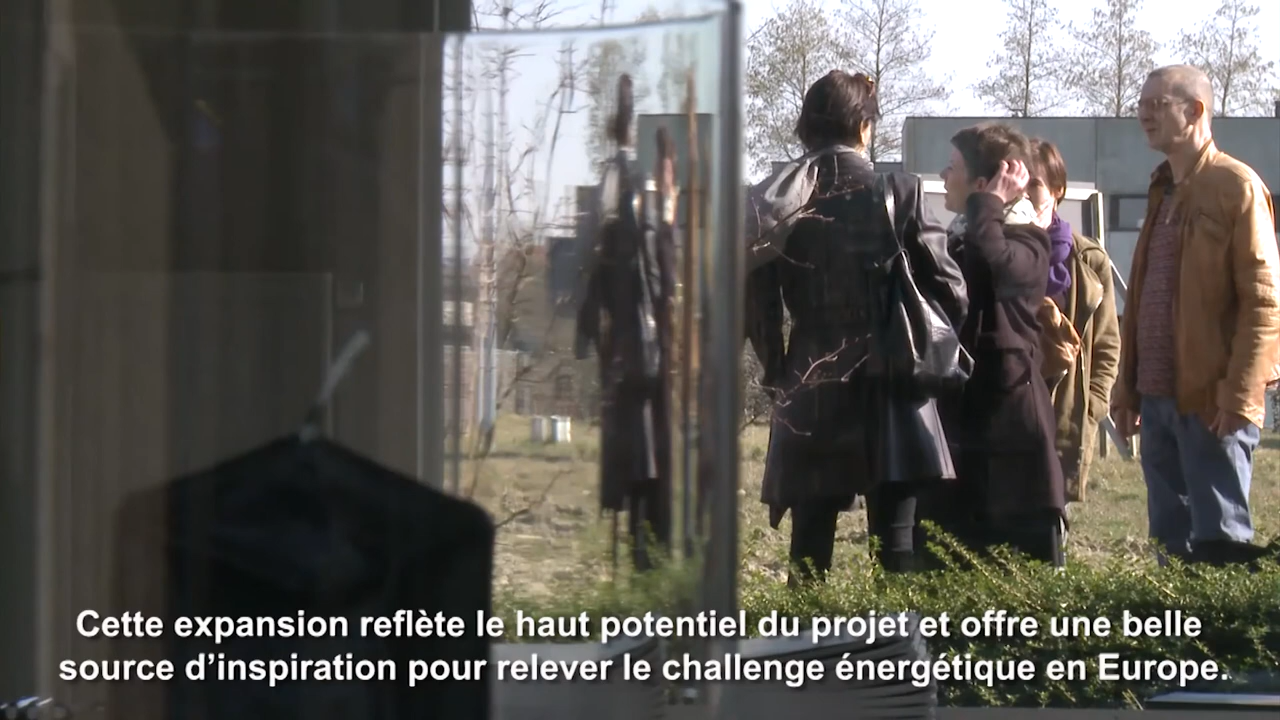 Cette expansion reflète le haut potentiel du projet et offre une belle
source d’inspiration pour relever le challenge énergétique en Europe.